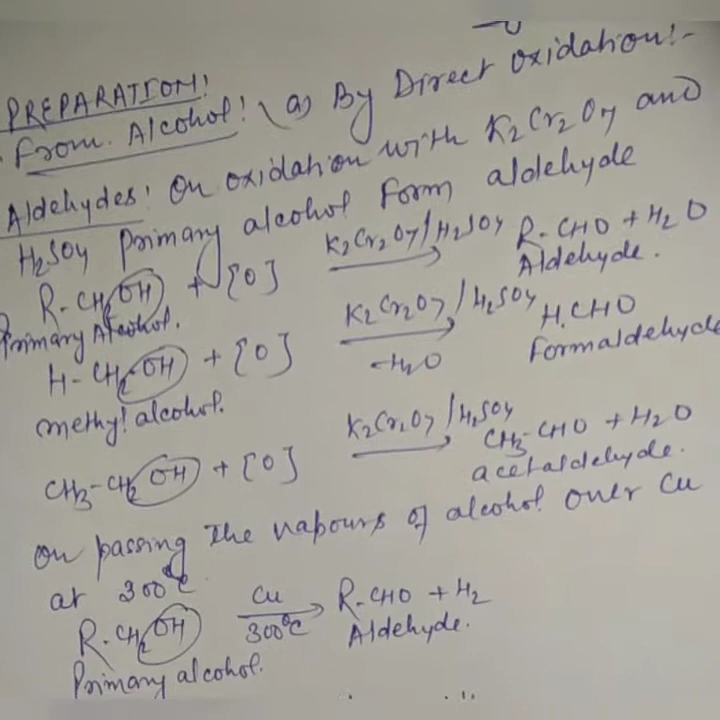 PREPARATION!
From Alcohol! (a) By Direct Oxidation:-
Aldehydes: On oxidation with K2Cr2O7 and
H2SO4 Primary alcohol Form aldehyde
R-CH2OH + [O] K2Cr2O7/H2SO4 R-CHO + H2O
Primary Alcohol. Aldehyde.
H-CH2-OH + [O] K2Cr2O7/H2SO4 -H2O H.CHO
methyl alcohol. Formaldehyde
CH3-CH2OH + [O] K2Cr2O7/H2SO4 CH3-CHO + H2O
acetaldehyde.
On passing the vapours of alcohol over Cu
at 300°C
R-CH2OH Cu 300°C R-CHO + H2
Primary alcohol. Aldehyde.